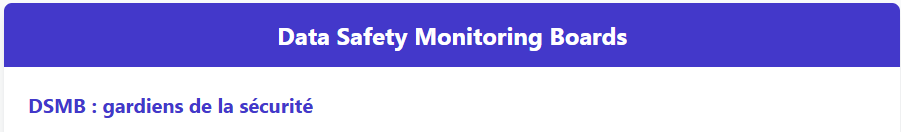 Data Safety Monitoring Boards
DSMB : gardiens de la sécurité